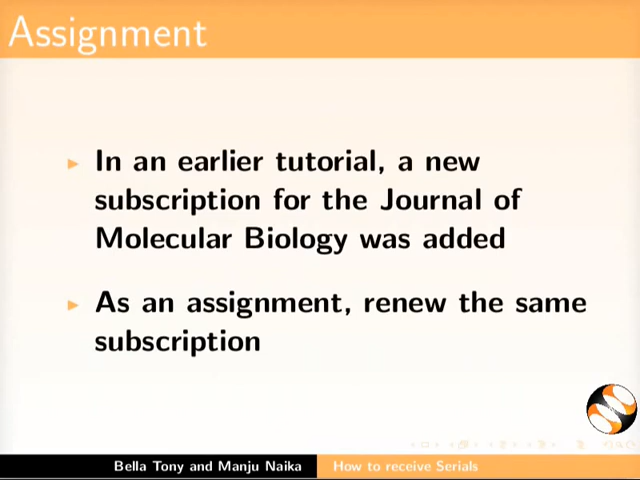 Assignment
In an earlier tutorial, a new
subscription for the Journal of
Molecular Biology was added
As an assignment, renew the same
subscription
Bella Tony and Manju Naika How to receive Serials